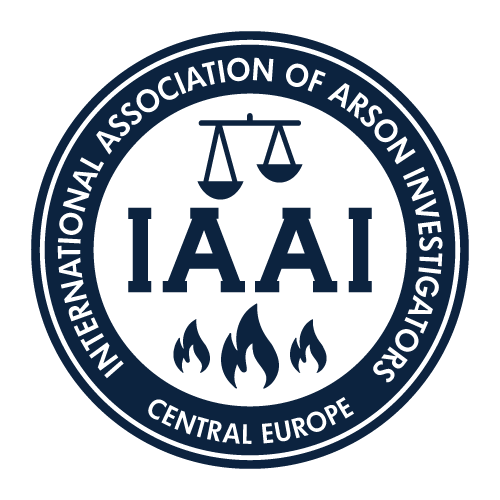 INTERNATIONAL ASSOCIATION OF ARSON INVESTIGATORS
IAAI
CENTRAL EUROPE